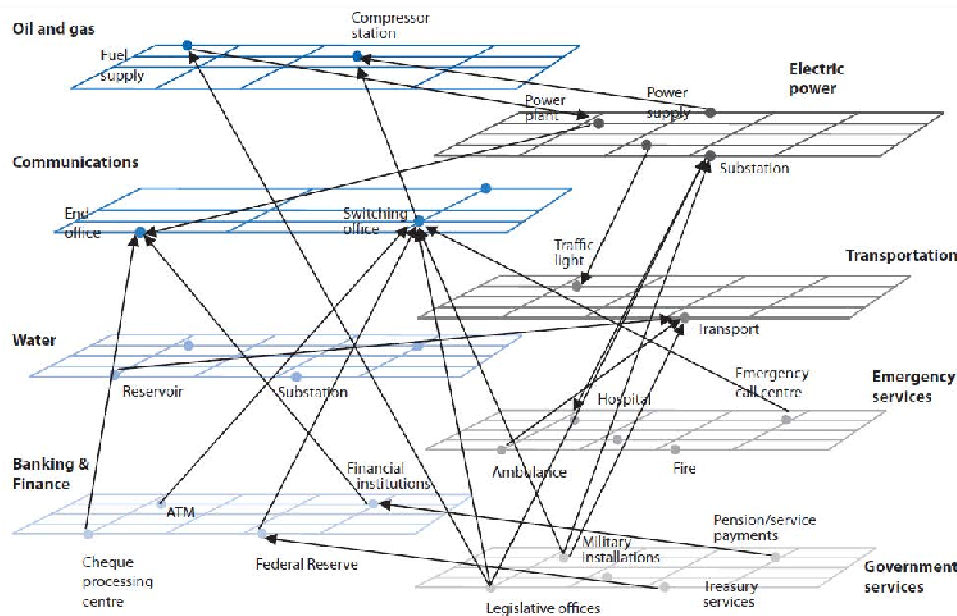 Oil and gas
Compressor
station
Fuel
supply
Electric
power
Power
plant
Power
supply
Substation
Communications
End
office
Switching
office
Traffic
light
Transportation
Transport
Water
Reservoir
Substation
Emergency
call centre
Emergency
services
Hospital
Ambulance
Fire
Banking &
Finance
Financial
institutions
ATM
Cheque
processing
centre
Federal Reserve
Pension/service
payments
Military
installations
Government
services
Treasury
services
Legislative offices